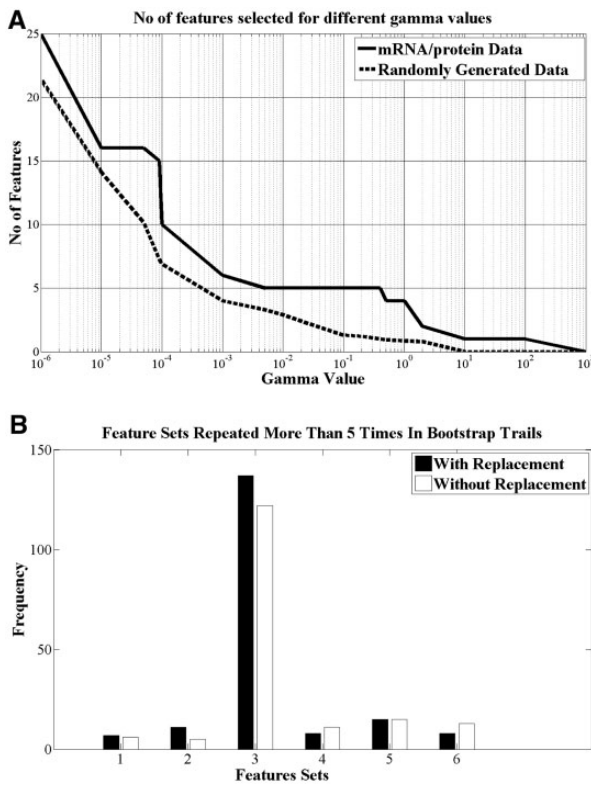 A
No of features selected for different gamma values
mRNA/protein Data
Randomly Generated Data
25
20
15
10
5
0
No of Features
10^-6 10^-5 10^-4 10^-3 10^-2 10^-1 10^0 10^1 10^2 10
Gamma Value
B
Feature Sets Repeated More Than 5 Times In Bootstrap Trails
With Replacement
Without Replacement
150
100
50
0
Frequency
1 2 3 4 5 6
Features Sets